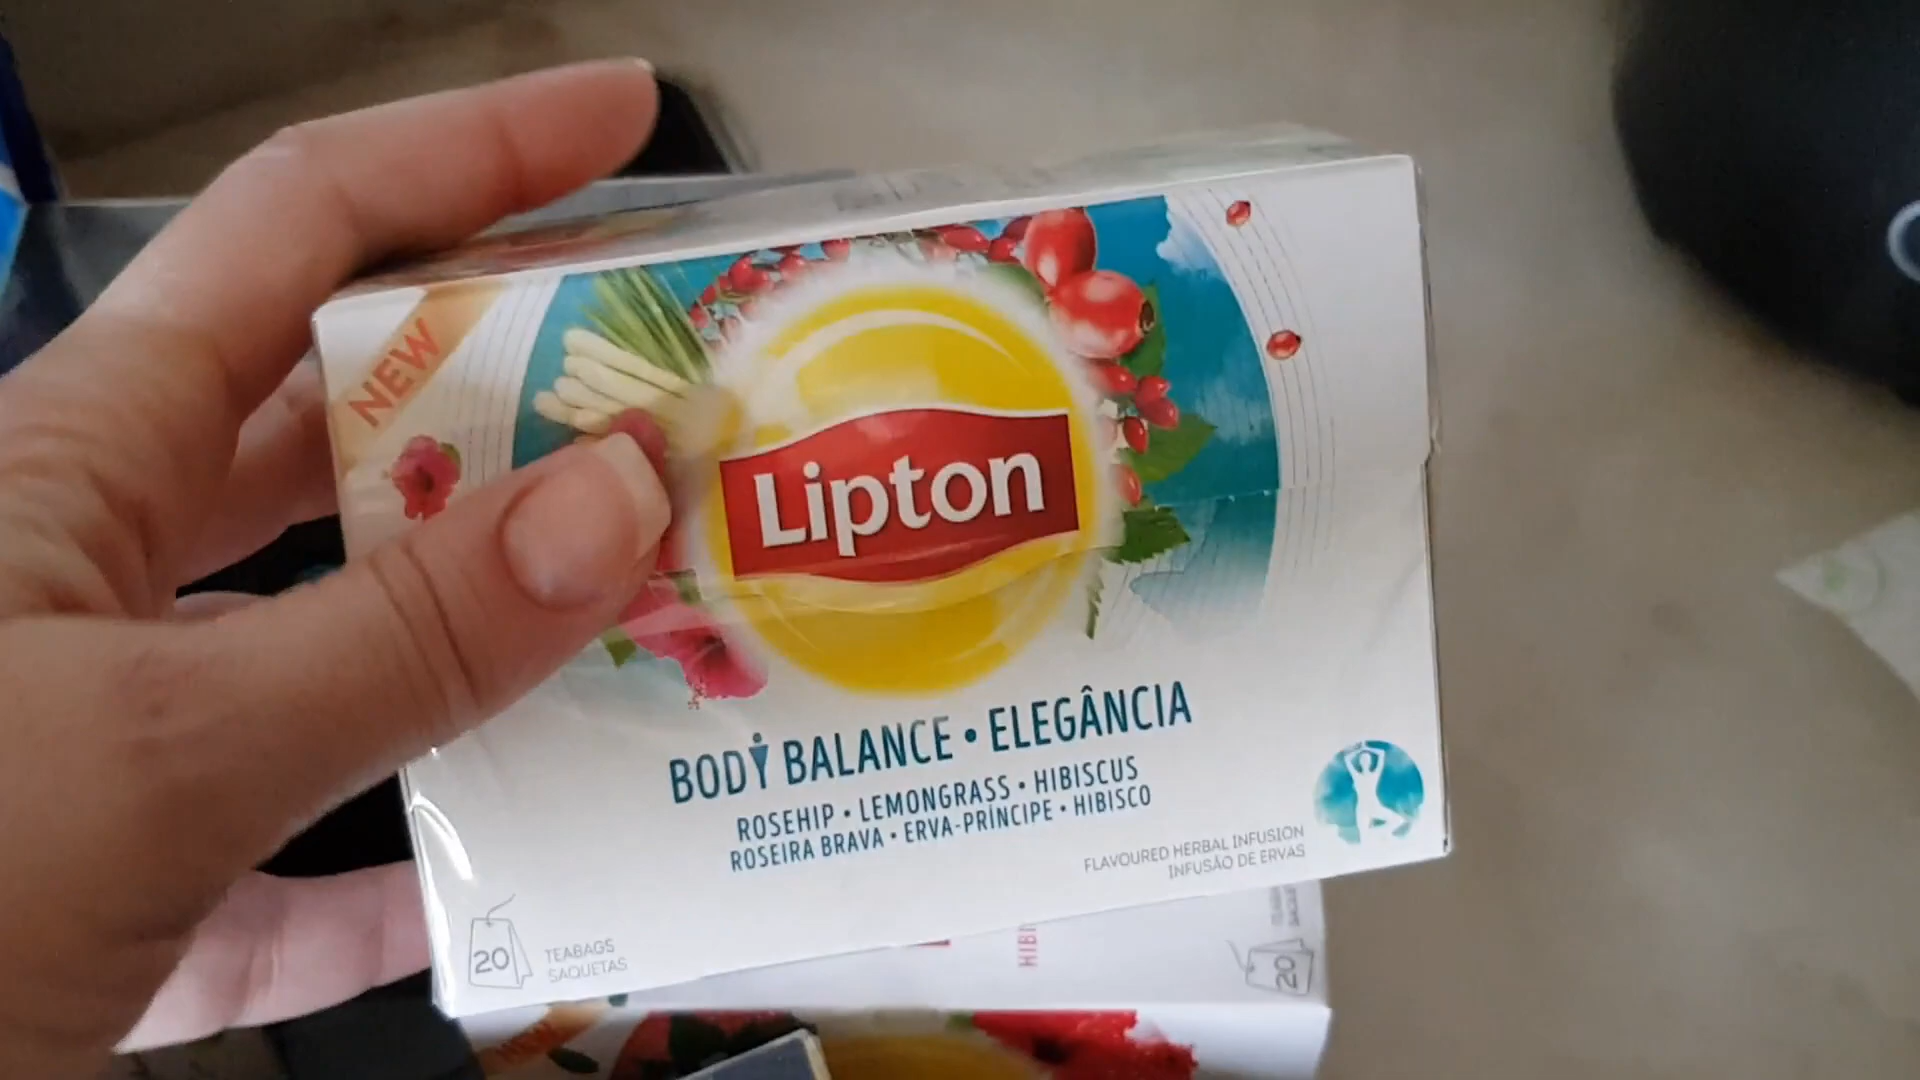 NEW
Lipton
BODY BALANCE • ELEGÂNCIA
ROSEHIP • LEMONGRASS • HIBISCUS
ROSEIRA BRAVA • ERVA-PRÍNCIPE • HIBISCO
FLAVOURED HERBAL INFUSION
INFUSÃO DE ERVAS
20
TEABAGS
SAQUETAS
20